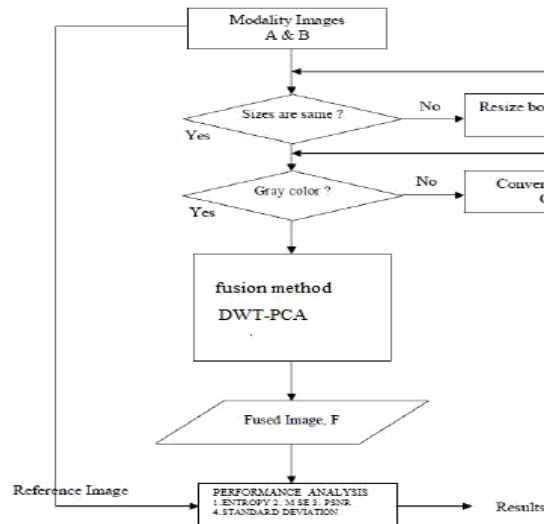 Modality Images
A & B
Sizes are same ?
No
Resize bo
Yes
Gray color ?
No
Conver
Yes
fusion method
DWT-PCA
Fused Image, F
Reference Image
PERFORMANCE ANALYSIS
1.ENTROPY 2. M SE 3. PSNR
4.STANDARD DEVIATION
Results